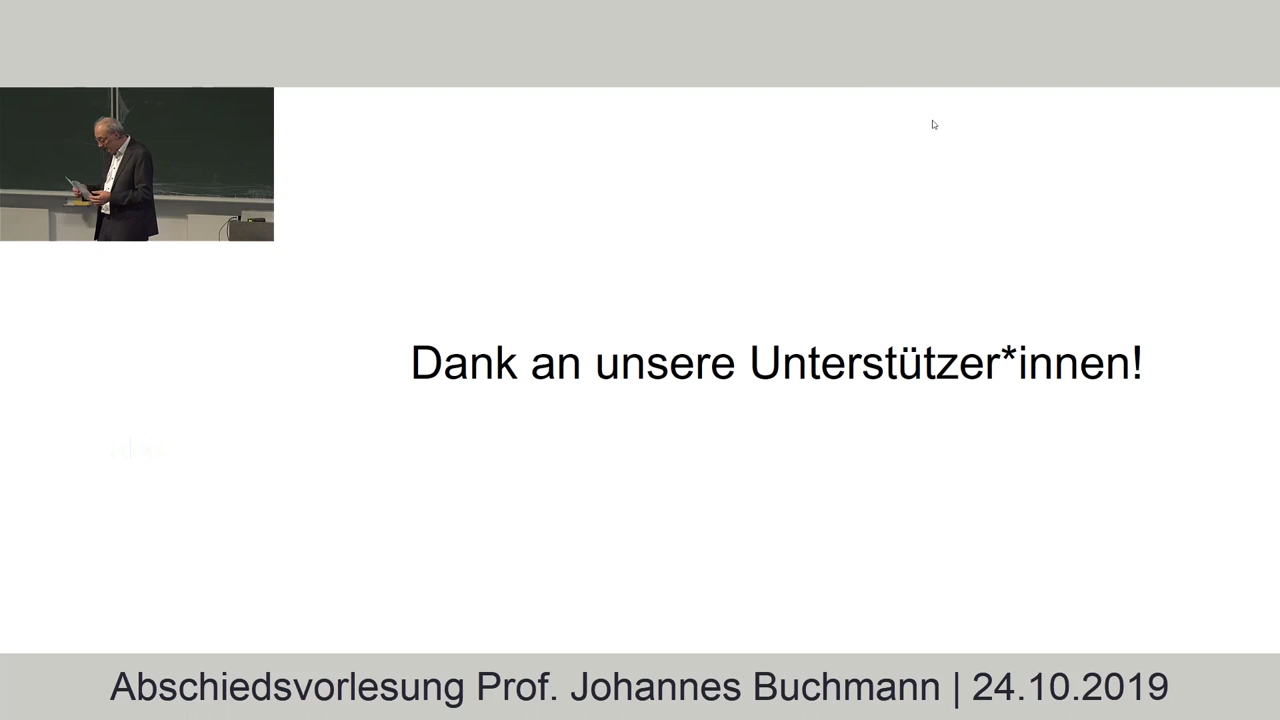 Dank an unsere Unterstützer*innen!
Abschiedsvorlesung Prof. Johannes Buchmann | 24.10.2019